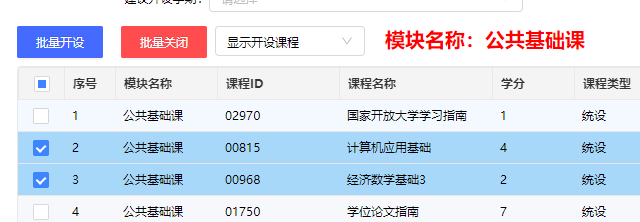 建议开设学期： 请选择
批量开设 批量关闭 显示开设课程 模块名称：公共基础课
序号 模块名称 课程ID 课程名称 学分 课程类型
1 公共基础课 02970 国家开放大学学习指南 1 统设
2 公共基础课 00815 计算机应用基础 4 统设
3 公共基础课 00968 经济数学基础3 2 统设
4 公共基础课 01750 学位论文指南 7 统设